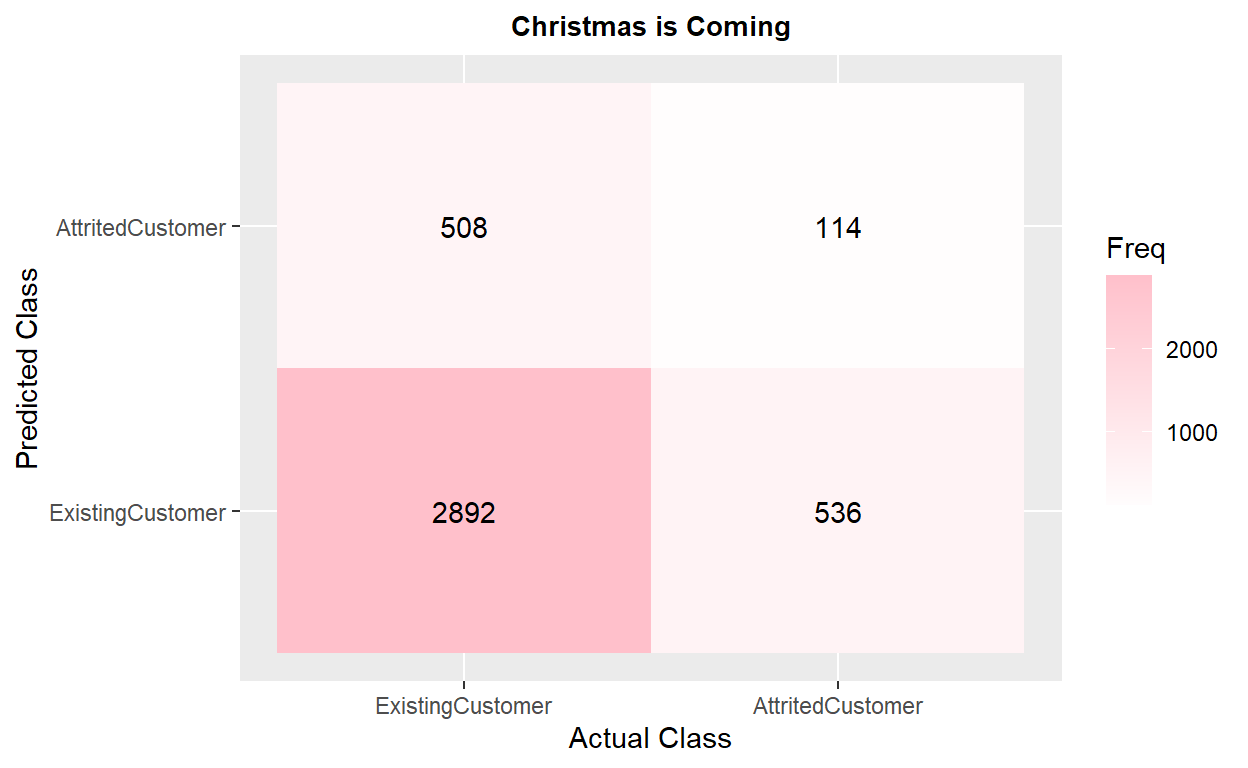 Christmas is Coming
Predicted Class
AttritedCustomer
ExistingCustomer
508
114
2892
536
ExistingCustomer
AttritedCustomer
Actual Class
Freq
2000
1000